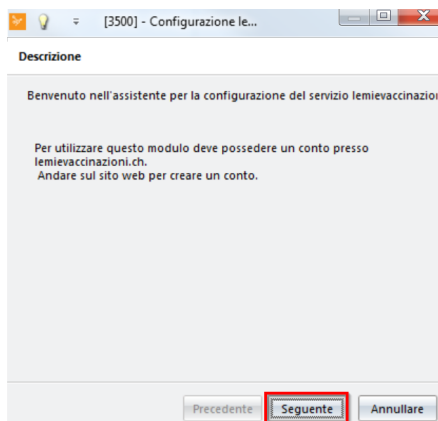 [3500] - Configurazione le...
Descrizione
Benvenuto nell'assistente per la configurazione del servizio lemievaccinazion
Per utilizzare questo modulo deve possedere un conto presso
lemievaccinazioni.ch.
Andare sul sito web per creare un conto.
Precedente Seguente Annullare